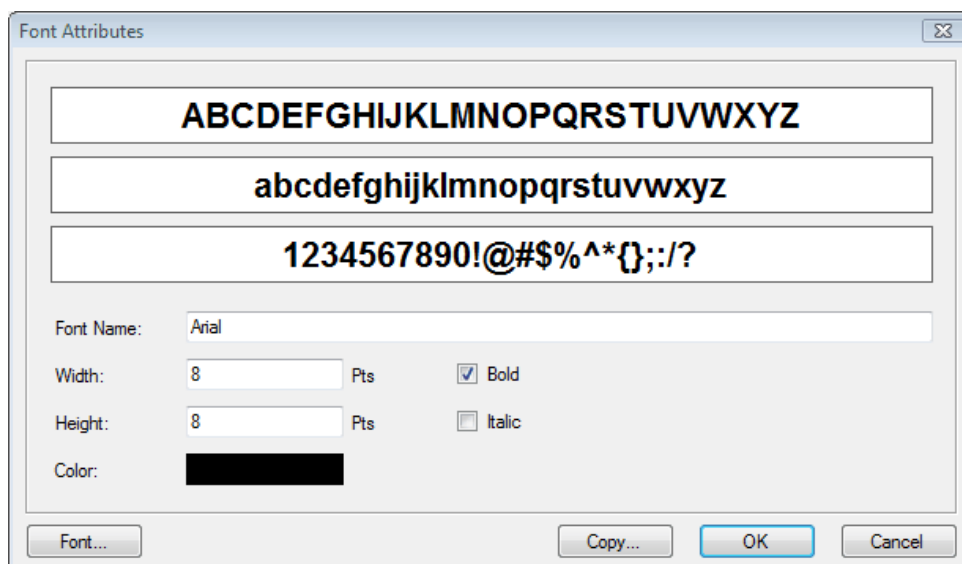 Font Attributes
ABCDEFGHIJKLMNOPQRSTUVWXYZ
abcdefghijklmnopqrstuvwxyz
1234567890!@#$%^*{};:/?
Font Name: Arial
Width: 8 Pts Bold
Height: 8 Pts Italic
Color:
Font... Copy... OK Cancel